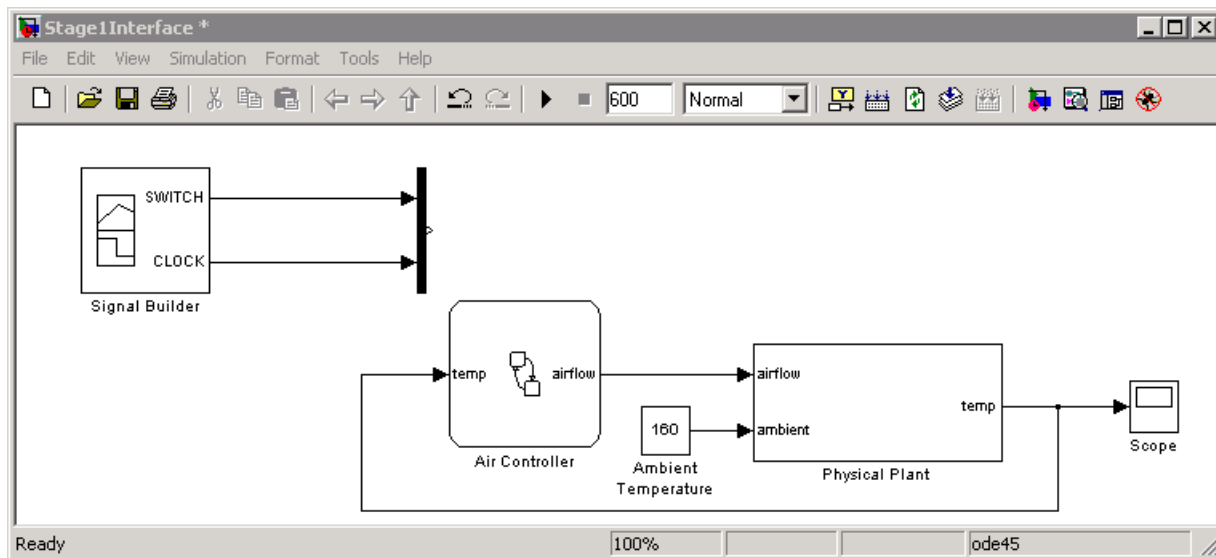 Stage1Interface *
File Edit View Simulation Format Tools Help
600 Normal
SWITCH
CLOCK
Signal Builder
temp airflow
Air Controller
160
Ambient
Temperature
airflow
ambient
temp
Physical Plant
Scope
Ready 100% ode45